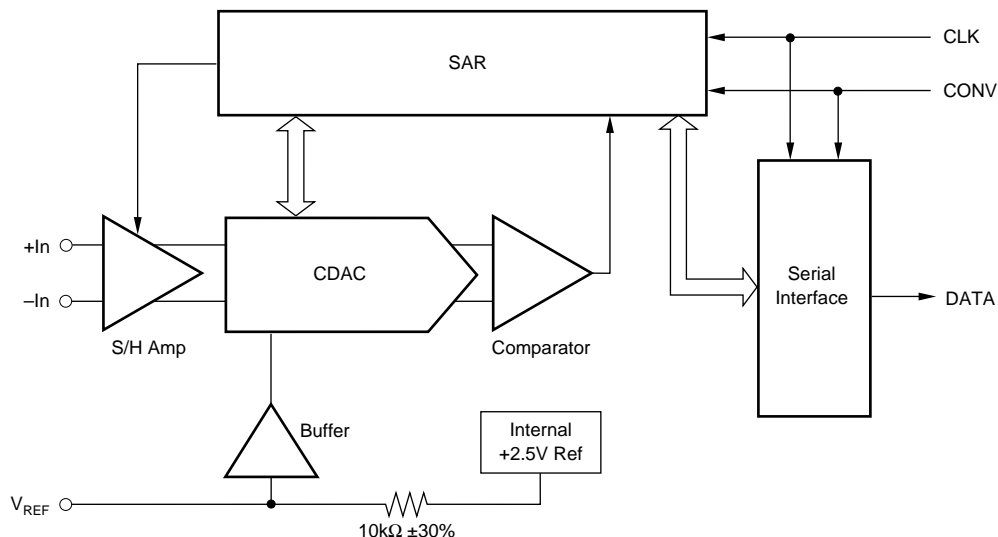 SAR
CLK
CONV
+In
–In
CDAC
Serial
Interface
DATA
S/H Amp
Comparator
Buffer
Internal
+2.5V Ref
VREF
10kΩ ±30%